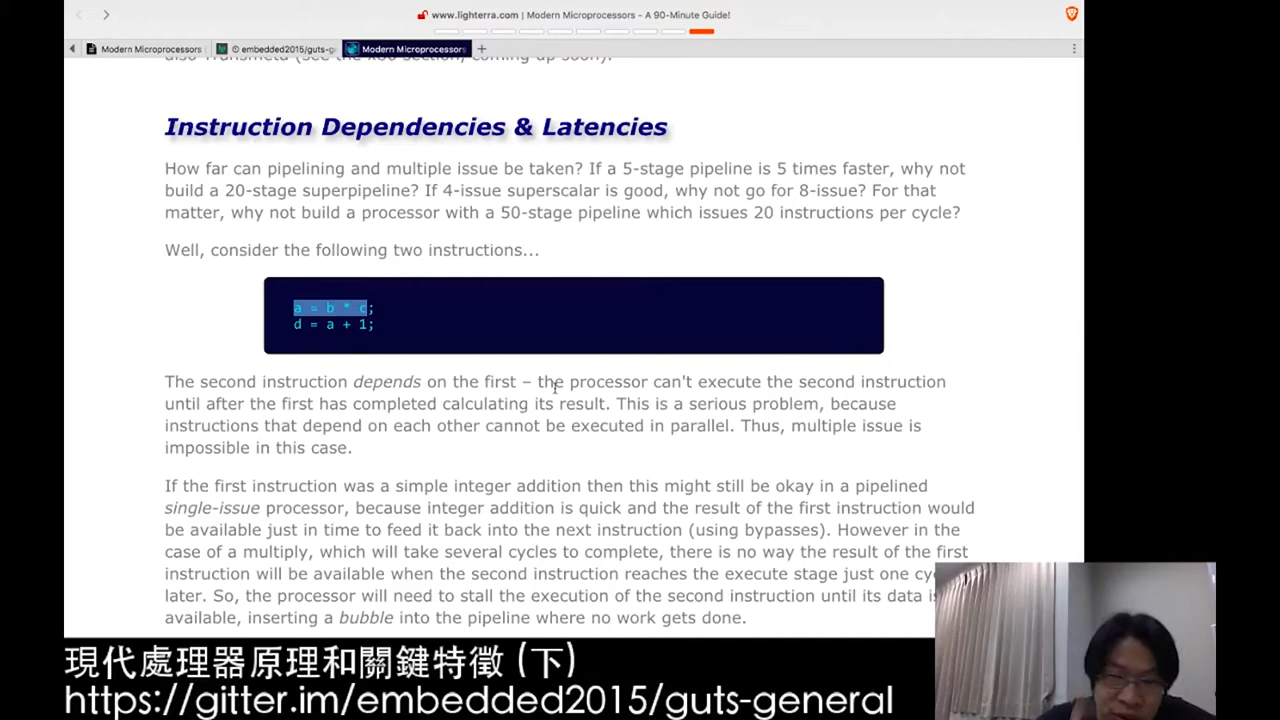 www.lighterra.com | Modern Microprocessors - A 90-Minute Guide!
Modern Microprocessors
embedded2015/guts-g
Modern Microprocessors
Instruction Dependencies & Latencies
How far can pipelining and multiple issue be taken? If a 5-stage pipeline is 5 times faster, why not
build a 20-stage superpipeline? If 4-issue superscalar is good, why not go for 8-issue? For that
matter, why not build a processor with a 50-stage pipeline which issues 20 instructions per cycle?
Well, consider the following two instructions...
a = b * c;
d = a + 1;
The second instruction depends on the first – the processor can't execute the second instruction
until after the first has completed calculating its result. This is a serious problem, because
instructions that depend on each other cannot be executed in parallel. Thus, multiple issue is
impossible in this case.
If the first instruction was a simple integer addition then this might still be okay in a pipelined
single-issue processor, because integer addition is quick and the result of the first instruction would
be available just in time to feed it back into the next instruction (using bypasses). However in the
case of a multiply, which will take several cycles to complete, there is no way the result of the first
instruction will be available when the second instruction reaches the execute stage just one cy
later. So, the processor will need to stall the execution of the second instruction until its data is
available, inserting a bubble into the pipeline where no work gets done.
現代處理器原理和關鍵特徵 (下)
https://gitter.im/embedded2015/guts-general